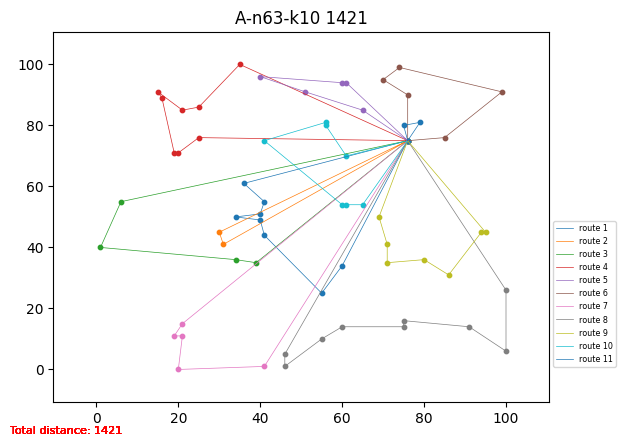 A-n63-k10 1421
100
80
60
40
20
0
0 20 40 60 80 100
route 1
route 2
route 3
route 4
route 5
route 6
route 7
route 8
route 9
route 10
route 11
Total distance: 1421